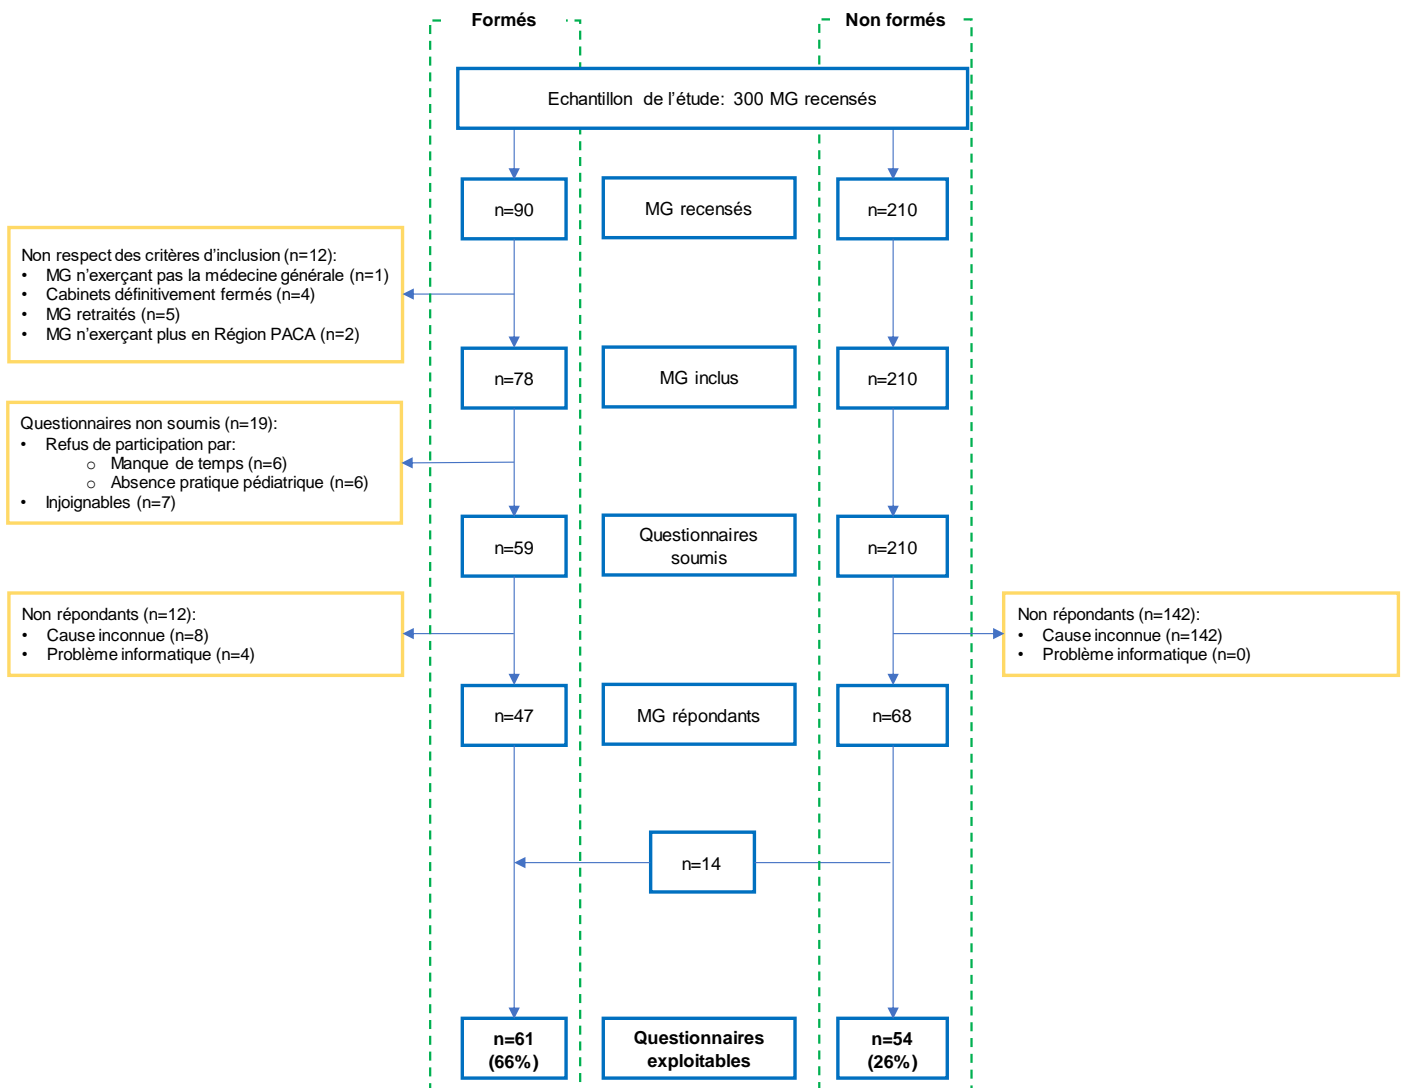 Formés
Non formés
Echantillon de l’étude: 300 MG recensés
n=90
MG recensés
n=210
Non respect des critères d’inclusion (n=12):
• MG n’exerçant pas la médecine générale (n=1)
• Cabinets définitivement fermés (n=4)
• MG retraités (n=5)
• MG n’exerçant plus en Région PACA (n=2)
n=78
MG inclus
n=210
Questionnaires non soumis (n=19):
• Refus de participation par:
o Manque de temps (n=6)
o Absence pratique pédiatrique (n=6)
• Injoignables (n=7)
n=59
Questionnaires
soumis
n=210
Non répondants (n=12):
• Cause inconnue (n=8)
• Problème informatique (n=4)
Non répondants (n=142):
• Cause inconnue (n=142)
• Problème informatique (n=0)
n=47
MG répondants
n=68
n=14
n=61
(66%)
Questionnaires
exploitables
n=54
(26%)